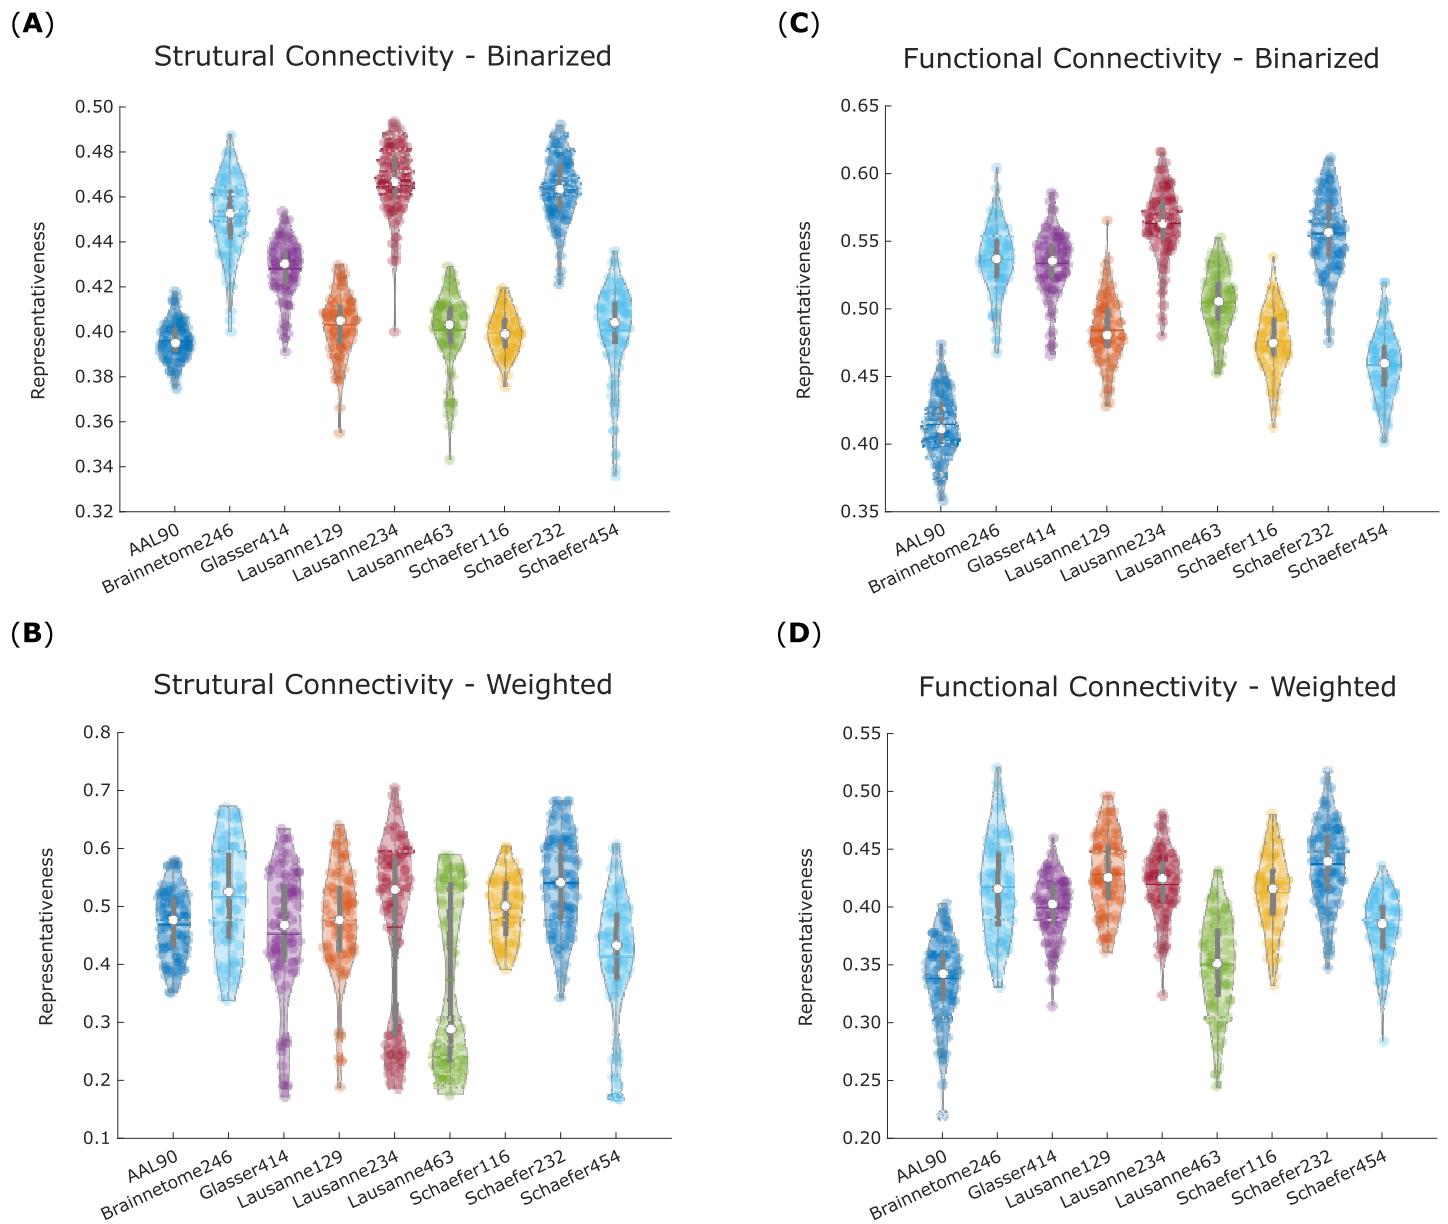 (A)
Strutural Connectivity - Binarized
Representativeness
0.50
0.48
0.46
0.44
0.42
0.40
0.38
0.36
0.34
0.32
AAL90
Brainnetome246
Glasser414
Lausanne129
Lausanne234
Lausanne463
Schaefer116
Schaefer232
Schaefer454
(C)
Functional Connectivity - Binarized
Representativeness
0.65
0.60
0.55
0.50
0.45
0.40
0.35
AAL90
Brainnetome246
Glasser414
Lausanne129
Lausanne234
Lausanne463
Schaefer116
Schaefer232
Schaefer454
(B)
Strutural Connectivity - Weighted
Representativeness
0.8
0.7
0.6
0.5
0.4
0.3
0.2
0.1
AAL90
Brainnetome246
Glasser414
Lausanne129
Lausanne234
Lausanne463
Schaefer116
Schaefer232
Schaefer454
(D)
Functional Connectivity - Weighted
Representativeness
0.55
0.50
0.45
0.40
0.35
0.30
0.25
0.20
AAL90
Brainnetome246
Glasser414
Lausanne129
Lausanne234
Lausanne463
Schaefer116
Schaefer232
Schaefer454